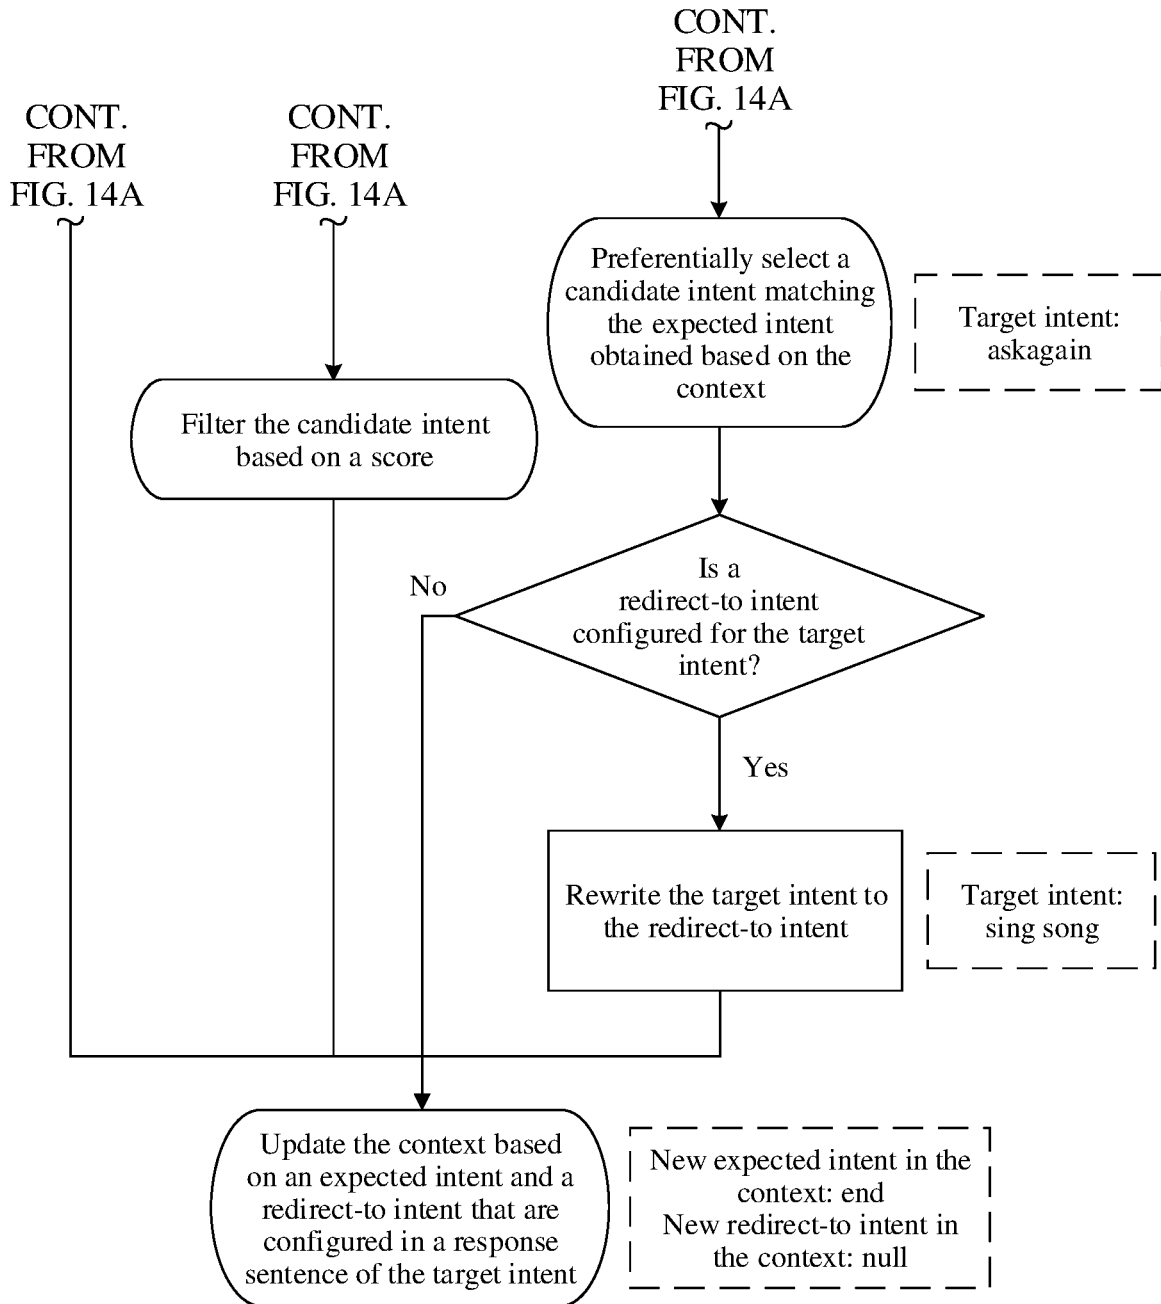 CONT.
FROM
FIG. 14A
CONT.
FROM
FIG. 14A
CONT.
FROM
FIG. 14A
Preferentially select a
candidate intent matching
the expected intent
obtained based on the
context
Target intent:
askagain
Filter the candidate intent
based on a score
No
Is a
redirect-to intent
configured for the target
intent?
Yes
Rewrite the target intent to
the redirect-to intent
Target intent:
sing song
Update the context based
on an expected intent and a
redirect-to intent that are
configured in a response
sentence of the target intent
New expected intent in the
context: end
New redirect-to intent in
the context: null